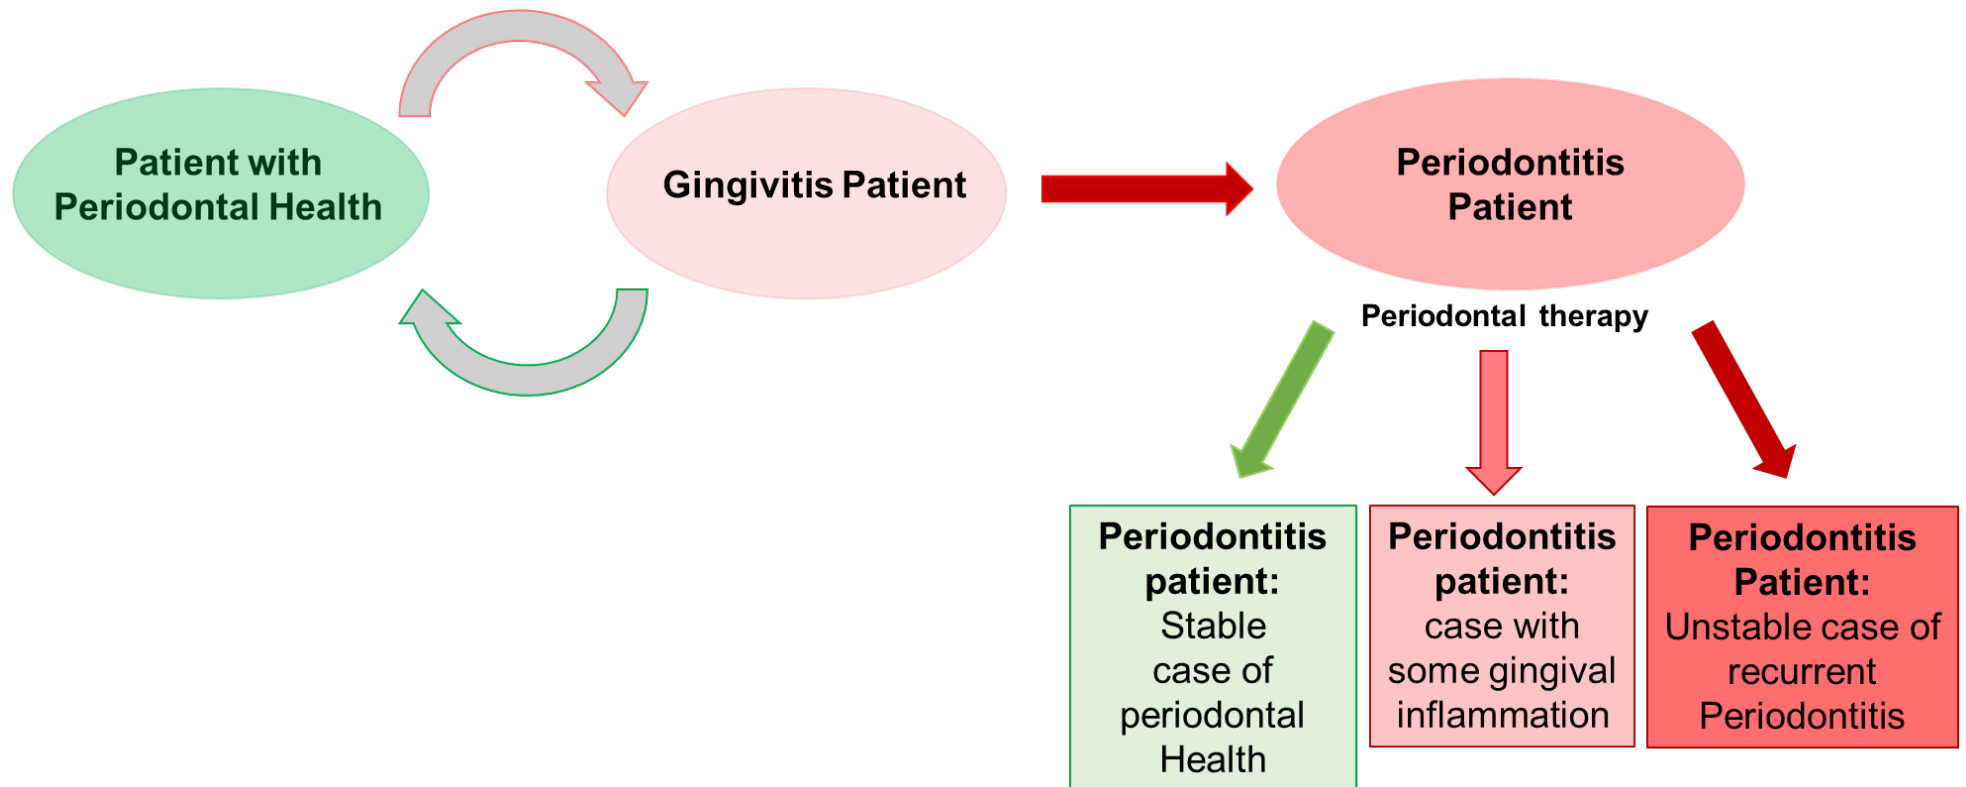 Patient with
Periodontal Health
Gingivitis Patient
Periodontitis
Patient
Periodontal therapy
Periodontitis
patient:
Stable
case of
periodontal
Health
Periodontitis
patient:
case with
some gingival
inflammation
Periodontitis
Patient:
Unstable case of
recurrent
Periodontitis